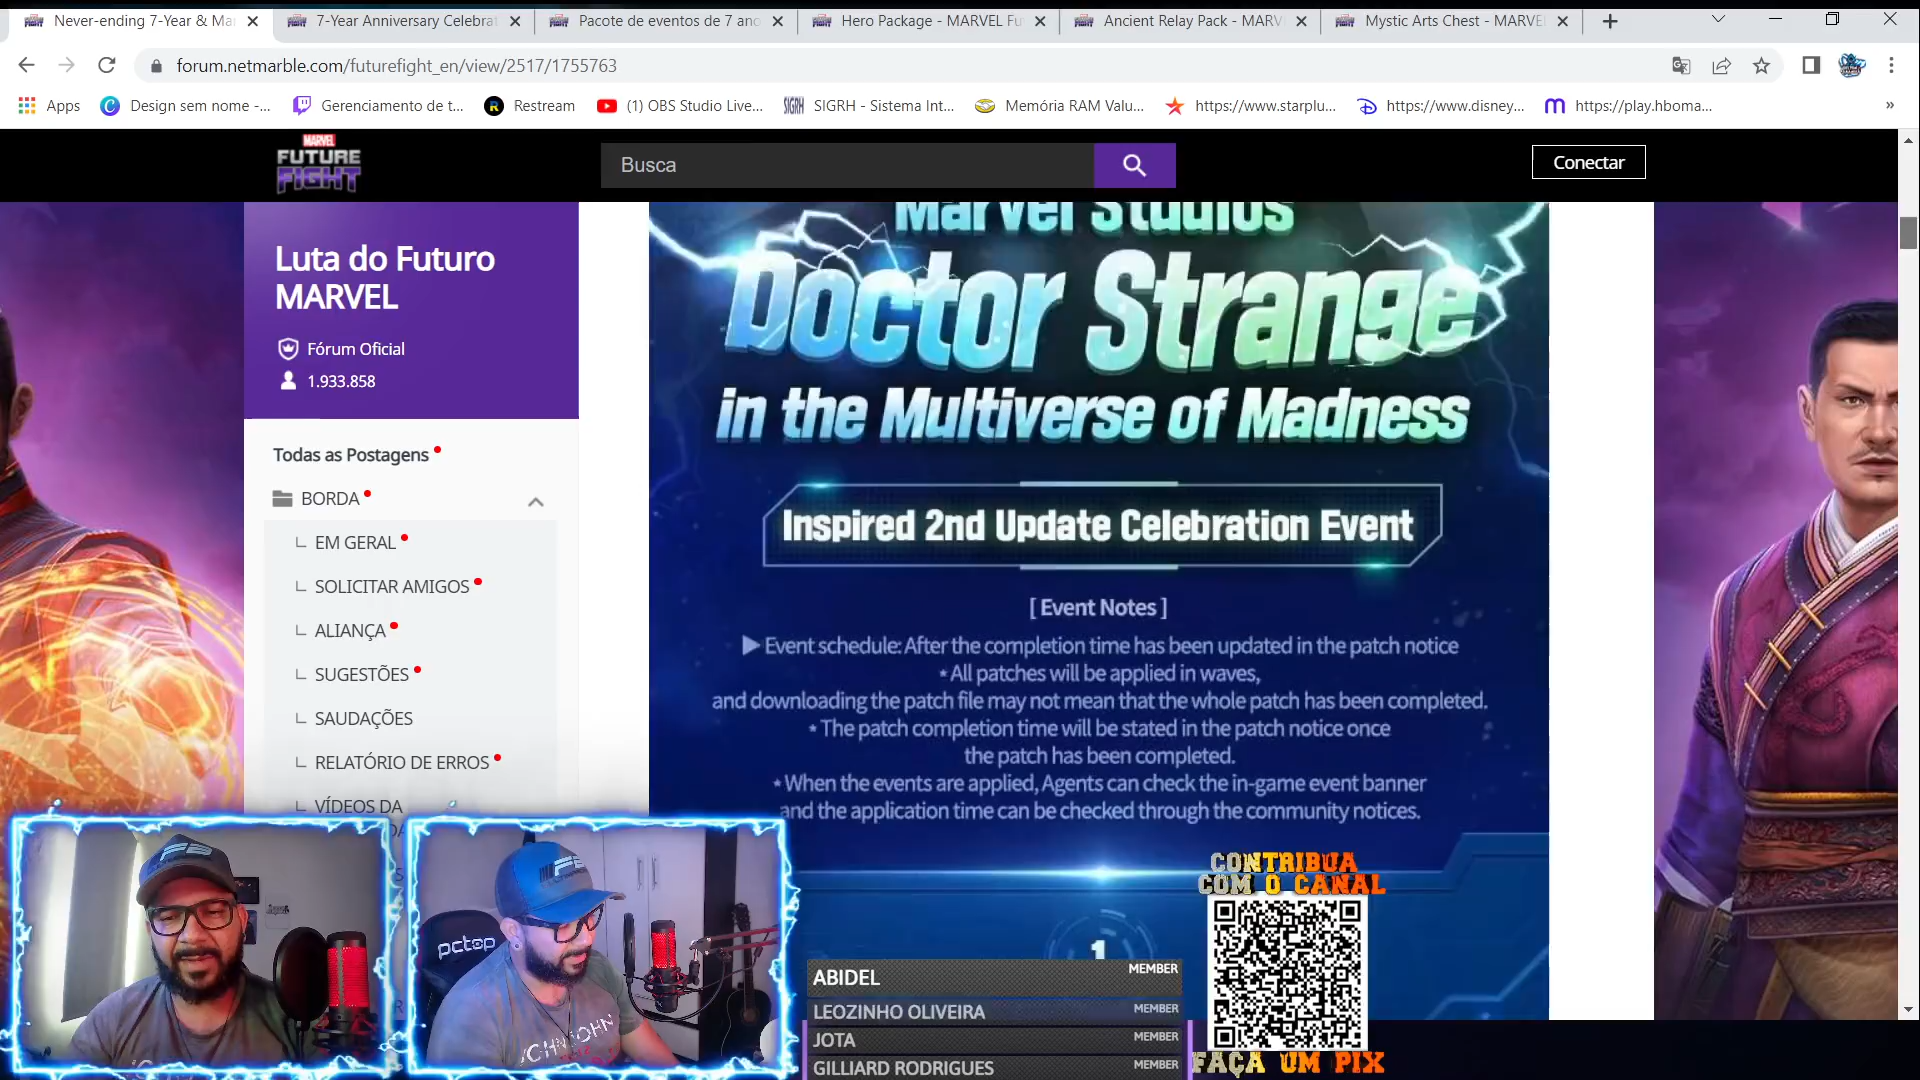 Never-ending 7-Year & Ma
7-Year Anniversary Celebrat
Pacote de eventos de 7 ano
Hero Package - MARVEL Fu
Ancient Relay Pack - MARV
Mystic Arts Chest - MARVE
forum.netmarble.com/futurefight_en/view/2517/1755763
Apps
Design sem nome -...
Gerenciamento de t...
Restream
(1) OBS Studio Live...
SIGRH - Sistema Int...
Memória RAM Valu...
https://www.starplu...
https://www.disney...
https://play.hboma...
MARVEL
FUTURE
FIGHT
Busca
Conectar
Luta do Futuro
MARVEL
Fórum Oficial
1.933.858
Todas as Postagens
BORDA
EM GERAL
SOLICITAR AMIGOS
ALIANÇA
SUGESTÕES
SAUDAÇÕES
RELATÓRIO DE ERROS
VÍDEOS DA
Marvel Studios
Doctor Strange
in the Multiverse of Madness
Inspired 2nd Update Celebration Event
[ Event Notes ]
▶ Event schedule: After the completion time has been updated in the patch notice
* All patches will be applied in waves,
and downloading the patch file may not mean that the whole patch has been completed.
* The patch completion time will be stated in the patch notice once
the patch has been completed.
* When the events are applied, Agents can check the in-game event banner
and the application time can be checked through the community notices.
1
pctop
CONTRIBUA
COM O CANAL
FAÇA UM PIX
ABIDEL MEMBER
LEOZINHO OLIVEIRA MEMBER
JOTA MEMBER
GILLIARD RODRIGUES MEMBER